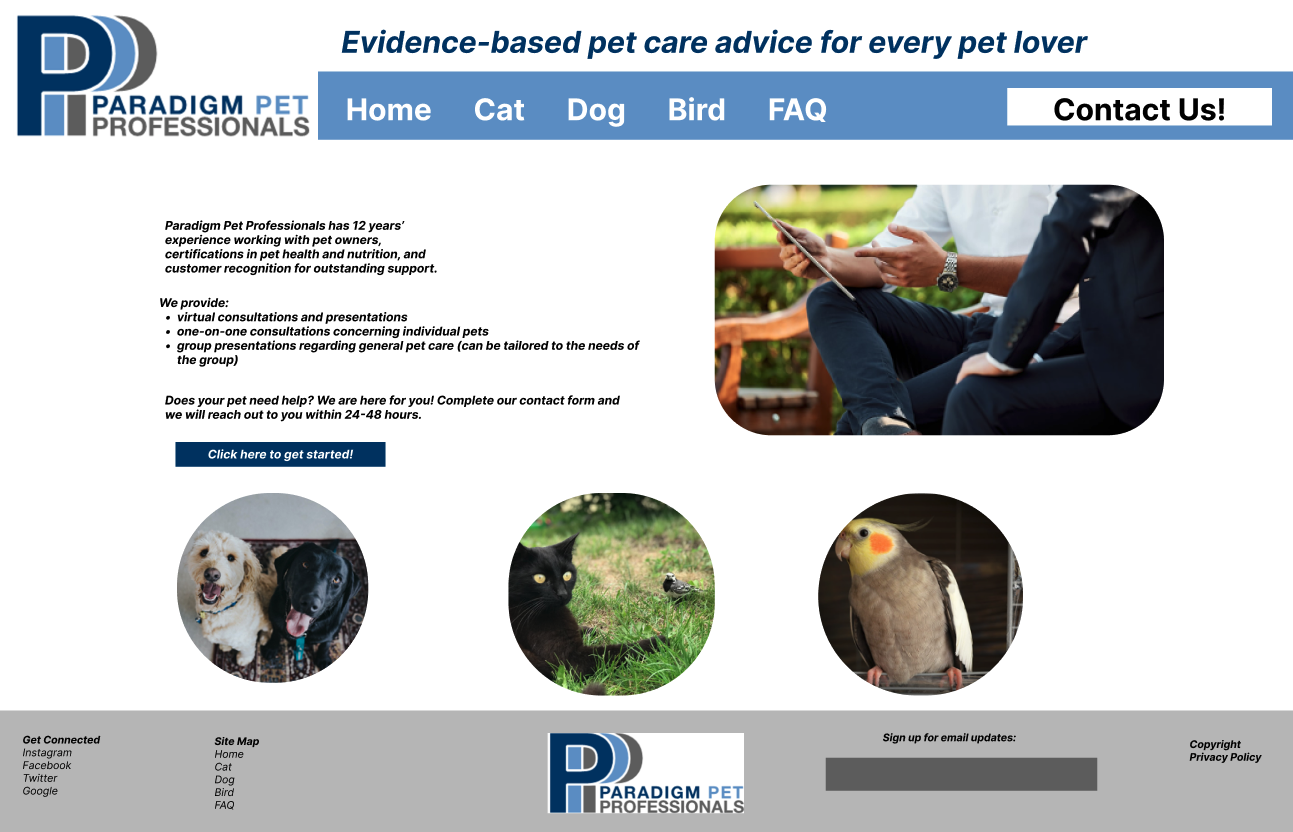 PARADIGM PET
PROFESSIONALS
Evidence-based pet care advice for every pet lover
Home Cat Dog Bird FAQ Contact Us!
Paradigm Pet Professionals has 12 years’
experience working with pet owners,
certifications in pet health and nutrition, and
customer recognition for outstanding support.
We provide:
• virtual consultations and presentations
• one-on-one consultations concerning individual pets
• group presentations regarding general pet care (can be tailored to the needs of
the group)
Does your pet need help? We are here for you! Complete our contact form and
we will reach out to you within 24-48 hours.
Click here to get started!
Get Connected
Instagram
Facebook
Twitter
Google
Site Map
Home
Cat
Dog
Bird
FAQ
PARADIGM PET
PROFESSIONALS
Sign up for email updates:
Copyright
Privacy Policy